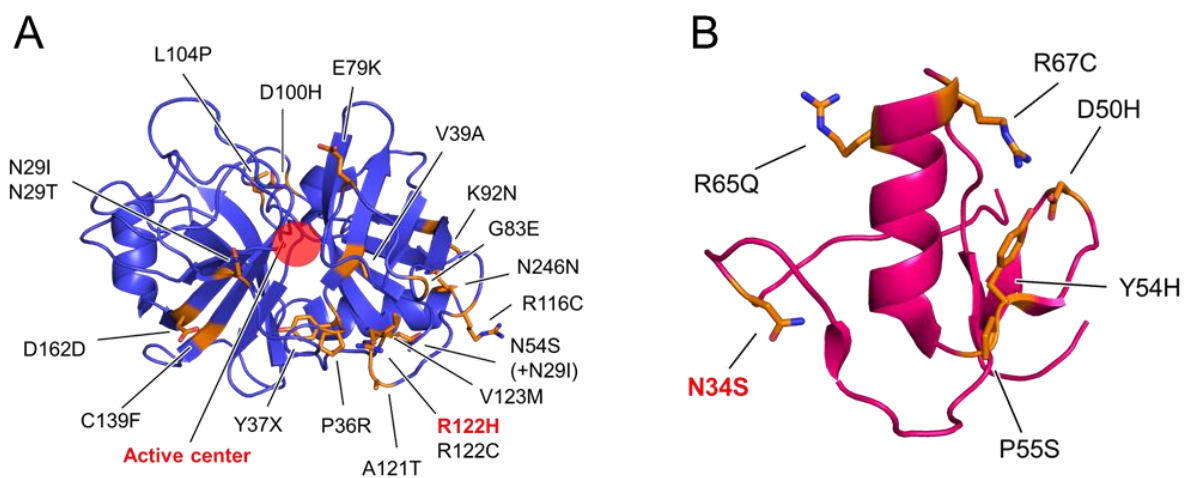 A
L104P
E79K
D100H
V39A
N29I
N29T
K92N
G83E
N246N
R116C
D162D
N54S
(+N29I)
V123M
C139F
Y37X
P36R
R122H
R122C
Active center
A121T
B
R67C
D50H
R65Q
Y54H
N34S
P55S